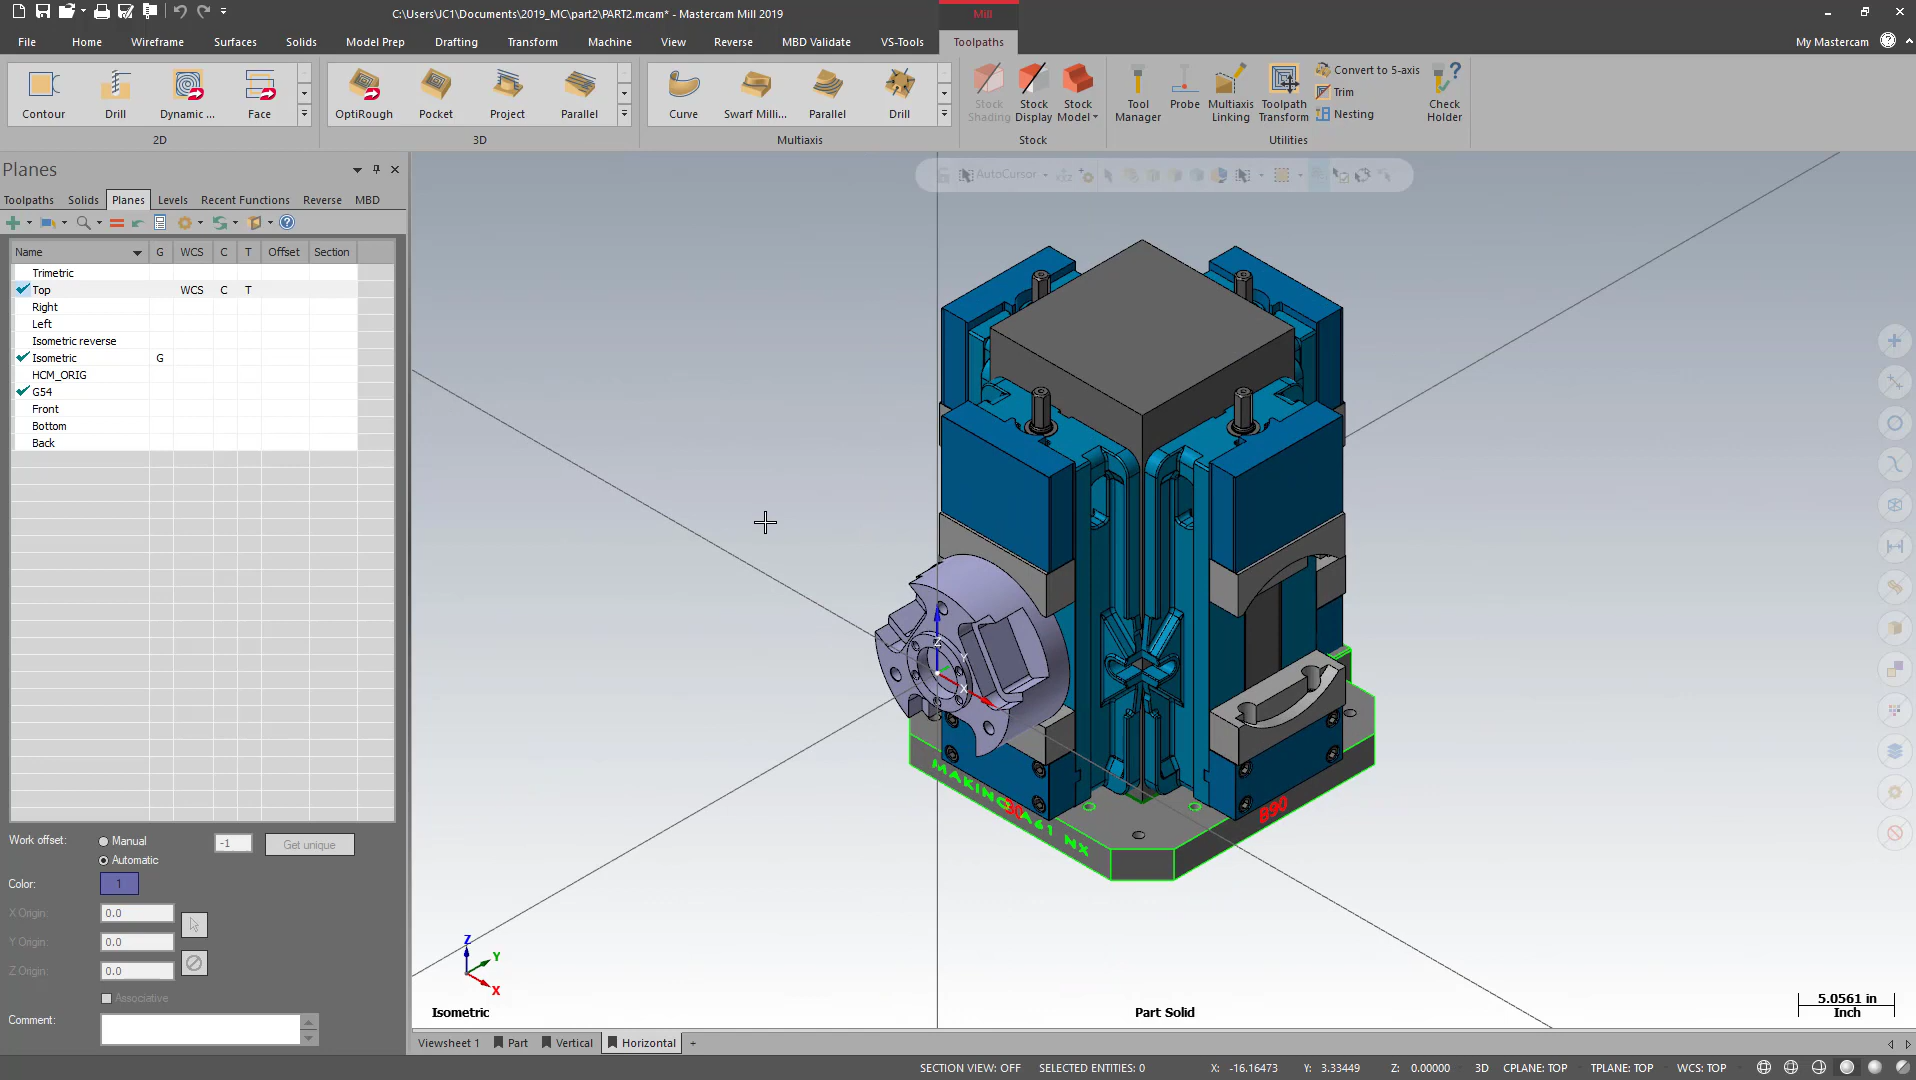 C:\Users\JC1\Documents\2019_MC\part2\PART2.mcam* - Mastercam Mill 2019
Mill
File Home Wireframe Surfaces Solids Model Prep Drafting Transform Machine View Reverse MBD Validate VS-Tools Toolpaths My Mastercam
Contour Drill Dynamic ... Face
2D
OptiRough Pocket Project Parallel
3D
Curve Swarf Milli... Parallel Drill
Multiaxis
Stock Shading Stock Display Stock Model
Stock
Tool Manager Probe Multiaxis Linking Toolpath Transform
Convert to 5-axis
Trim
Nesting
Check Holder
Utilities
Planes
Toolpaths Solids Planes Levels Recent Functions Reverse MBD
Name G WCS C T Offset Section
Trimetric
Top WCS C T
Right
Left
Isometric reverse
Isometric G
HCM_ORIG
G54
Front
Bottom
Back
Work offset: Manual -1 Get unique
Automatic
Color: 1
X Origin: 0.0
Y Origin: 0.0
Z Origin: 0.0
Associative
Comment:
AutoCursor
Z
Y
X
MAKINO A61 NX
B90
Z
Y
X
Isometric
Part Solid
5.0561 in
Inch
Viewsheet 1 Part Vertical Horizontal +
SECTION VIEW: OFF SELECTED ENTITIES: 0 X: -16.16473 Y: 3.33449 Z: 0.00000 3D CPLANE: TOP TPLANE: TOP WCS: TOP